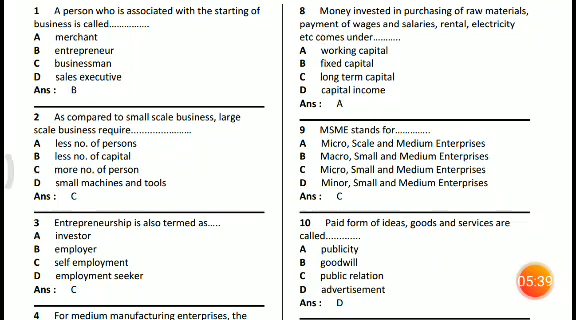 1 A person who is associated with the starting of
business is called...............
A merchant
B entrepreneur
C businessman
D sales executive
Ans : B
2 As compared to small scale business, large
scale business require.......................
A less no. of persons
B less no. of capital
C more no. of person
D small machines and tools
Ans : C
3 Entrepreneurship is also termed as.....
A investor
B employer
C self employment
D employment seeker
Ans : C
4 For medium manufacturing enterprises, the
8 Money invested in purchasing of raw materials,
payment of wages and salaries, rental, electricity
etc comes under...........
A working capital
B fixed capital
C long term capital
D capital income
Ans : A
9 MSME stands for..............
A Micro, Scale and Medium Enterprises
B Macro, Small and Medium Enterprises
C Micro, Small and Medium Enterprises
D Minor, Small and Medium Enterprises
Ans : C
10 Paid form of ideas, goods and services are
called.............
A publicity
B goodwill
C public relation
D advertisement
Ans : D
05:39